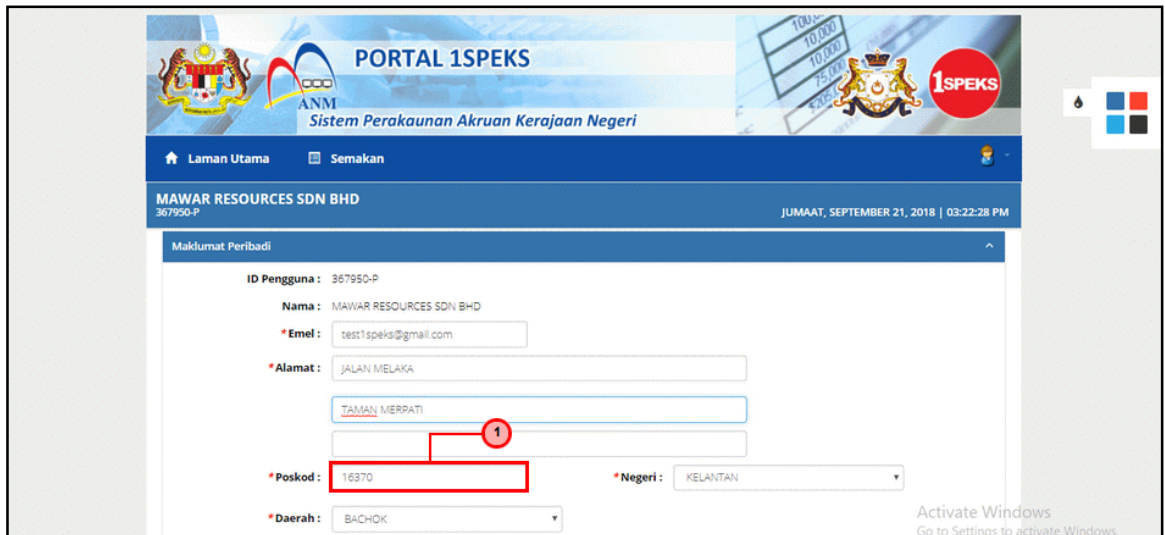 PORTAL 1SPEKS
ANM
Sistem Perakaunan Akruan Kerajaan Negeri
1SPEKS
Laman Utama Semakan
MAWAR RESOURCES SDN BHD
367950-P
JUMAAT, SEPTEMBER 21, 2018 | 03:22:28 PM
Maklumat Peribadi
ID Pengguna : 367950-P
Nama : MAWAR RESOURCES SDN BHD
*Emel : test1speks@gmail.com
*Alamat : JALAN MELAKA
TAMAN MERPATI
1
*Poskod : 16370 *Negeri : KELANTAN
*Daerah : BACHOK
Activate Windows
Go to Settings to activate Windows.